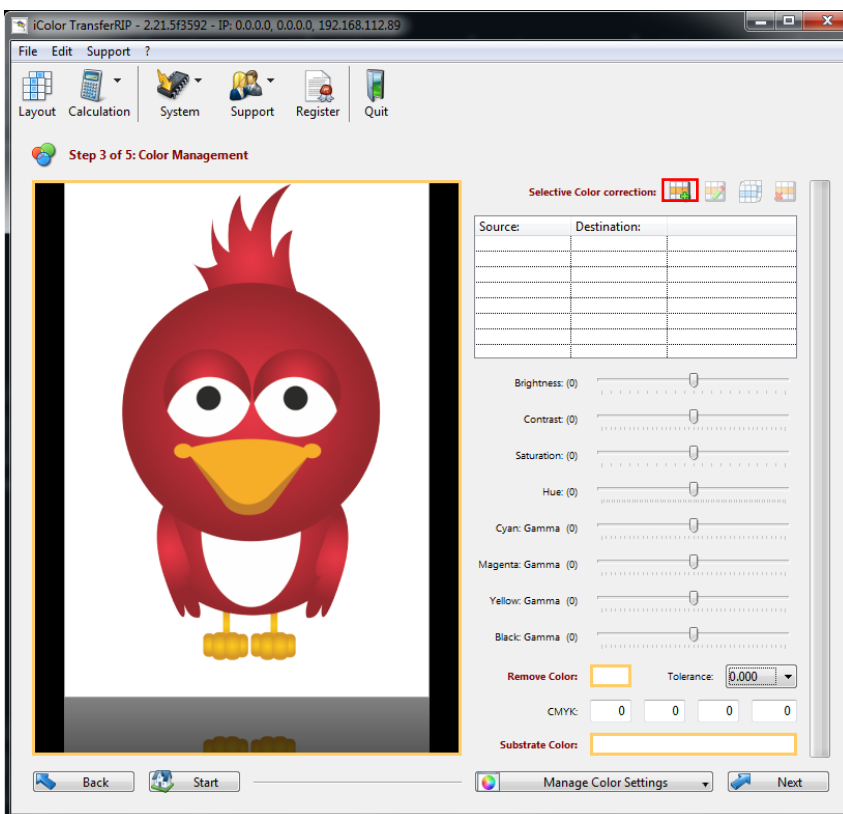 iColor TransferRIP - 2.21.5f3592 - IP: 0.0.0.0, 0.0.0.0, 192.168.112.89
File Edit Support ?
Layout Calculation System Support Register Quit
Step 3 of 5: Color Management
Selective Color correction:
Source: Destination:
Brightness: (0)
Contrast: (0)
Saturation: (0)
Hue: (0)
Cyan: Gamma (0)
Magenta: Gamma (0)
Yellow: Gamma (0)
Black: Gamma (0)
Remove Color: Tolerance: 0.000
CMYK: 0 0 0 0
Substrate Color:
Back Start Manage Color Settings Next